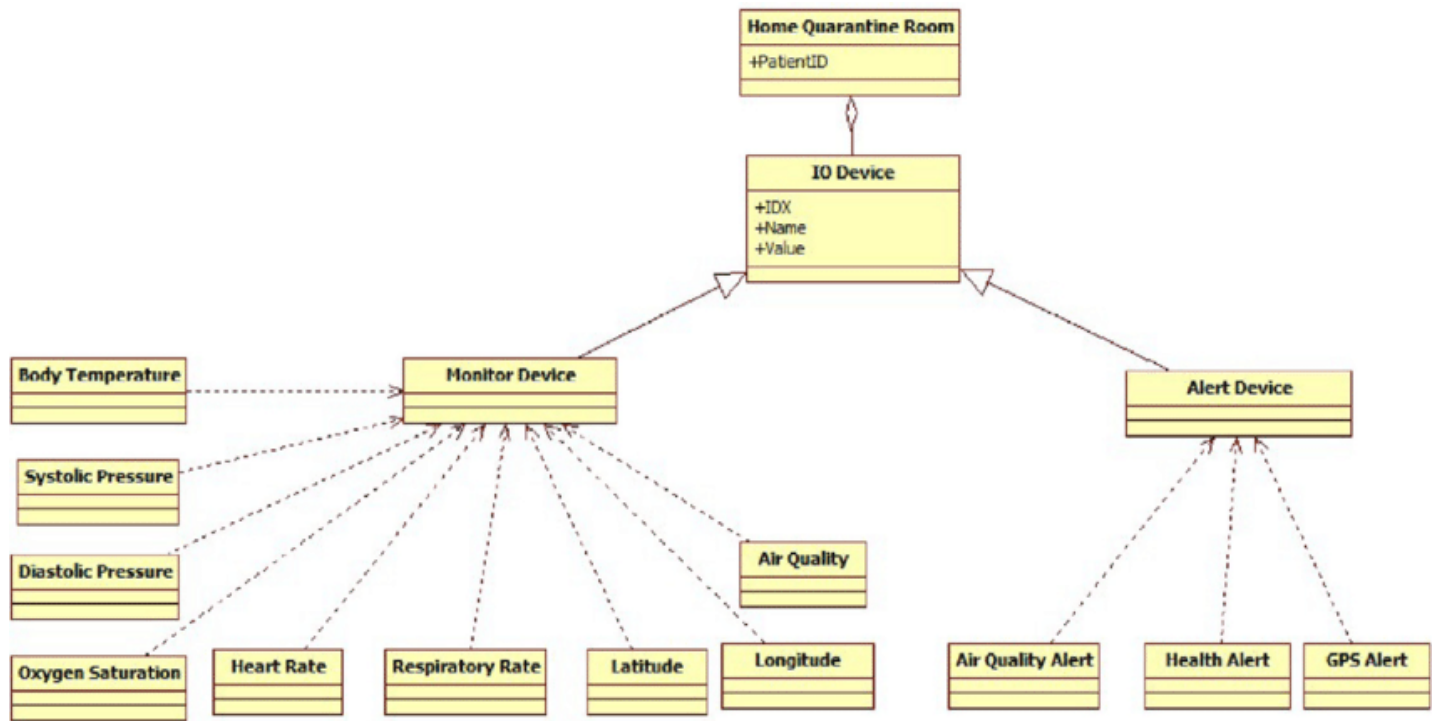 Home Quarantine Room
+PatientID
IO Device
+IDX
+Name
+Value
Body Temperature
Monitor Device
Alert Device
Systolic Pressure
Diastolic Pressure
Air Quality
Oxygen Saturation
Heart Rate
Respiratory Rate
Latitude
Longitude
Air Quality Alert
Health Alert
GPS Alert